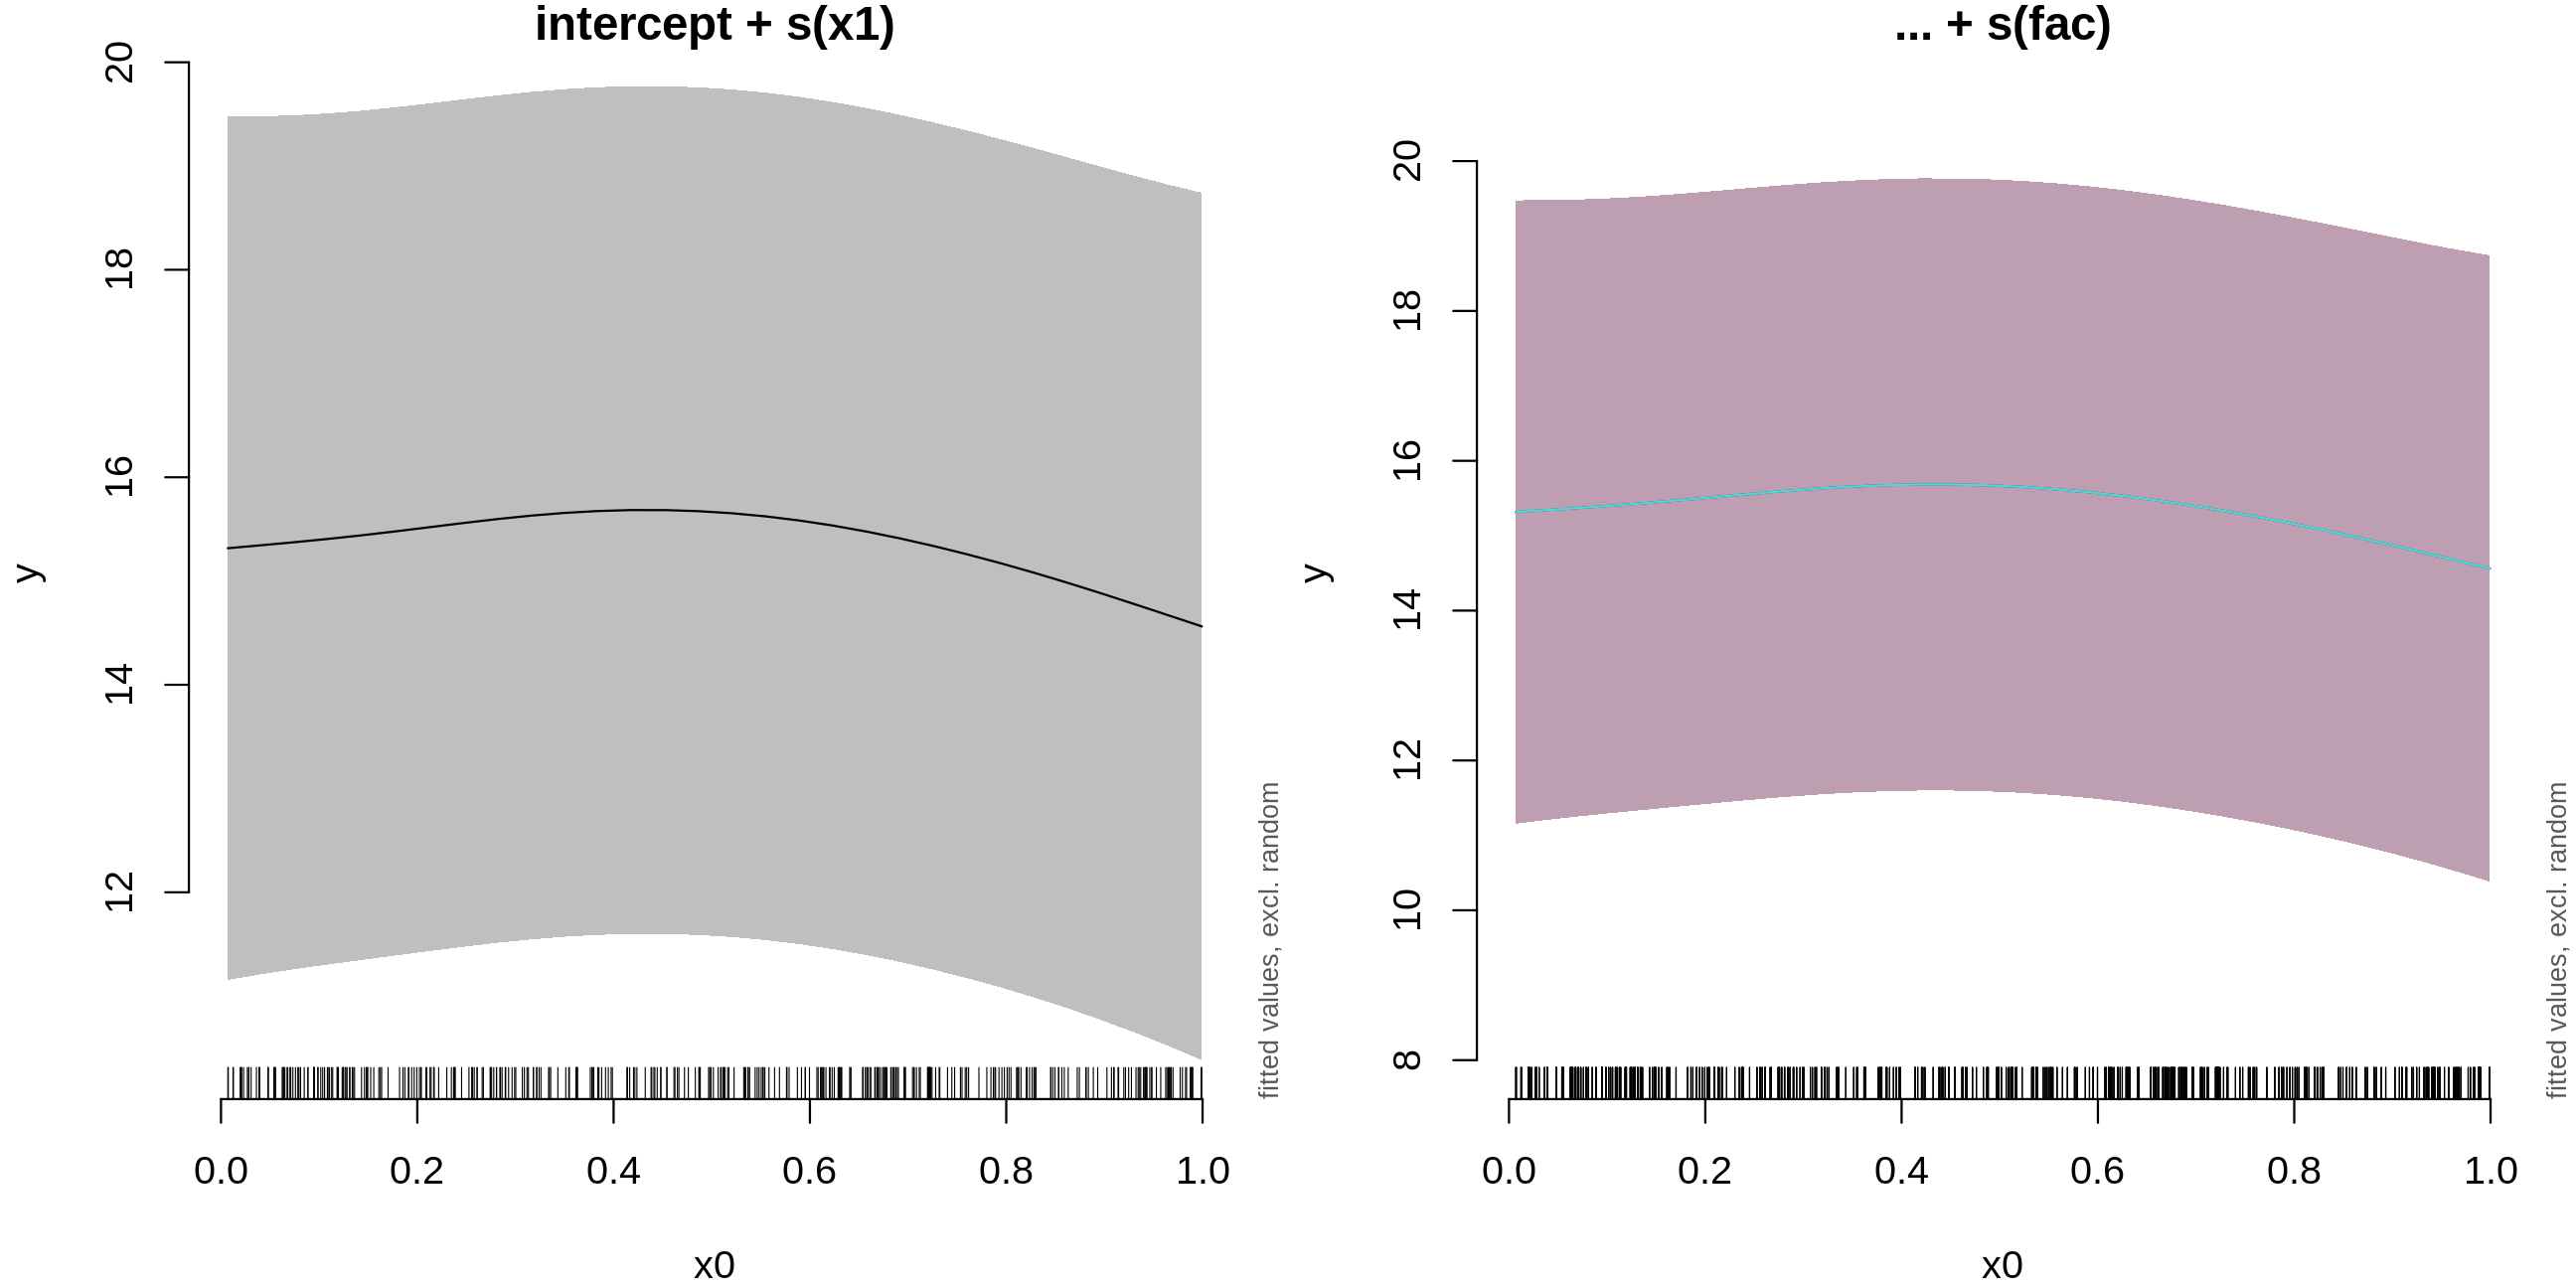 intercept + s(x1)
20
18
16
14
12
y
0.0 0.2 0.4 0.6 0.8 1.0
x0
fitted values, excl. random
... + s(fac)
20
18
16
14
12
10
8
y
0.0 0.2 0.4 0.6 0.8 1.0
x0
fitted values, excl. random